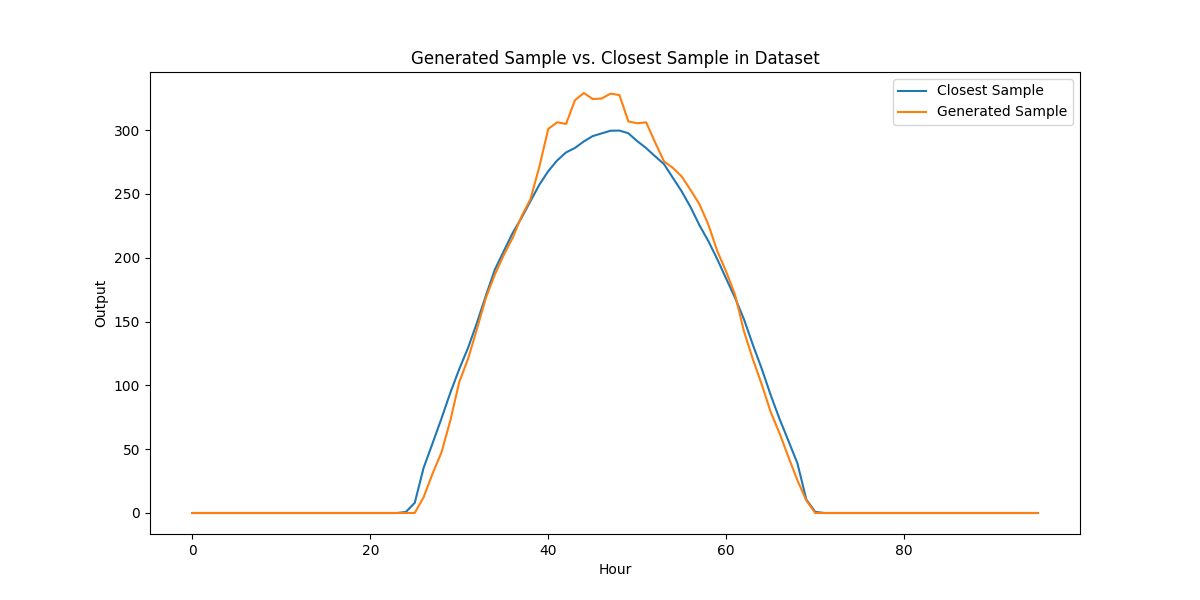 Generated Sample vs. Closest Sample in Dataset
Closest Sample
Generated Sample
300
250
200
150
100
50
0
Output
0 20 40 60 80
Hour